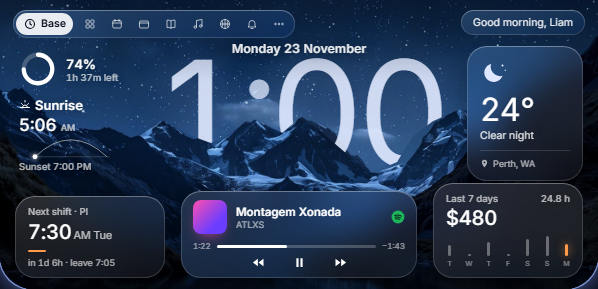 Base
Good morning, Liam
Monday 23 November
1:00
74%
1h 37m left
Sunrise
5:06 AM
Sunset 7:00 PM
24°
Clear night
Perth, WA
Next shift · PI
7:30 AM Tue
in 1d 6h · leave 7:05
Montagem Xonada
ATLXS
1:22
−1:43
Last 7 days
24.8 h
$480
T W T F S S M